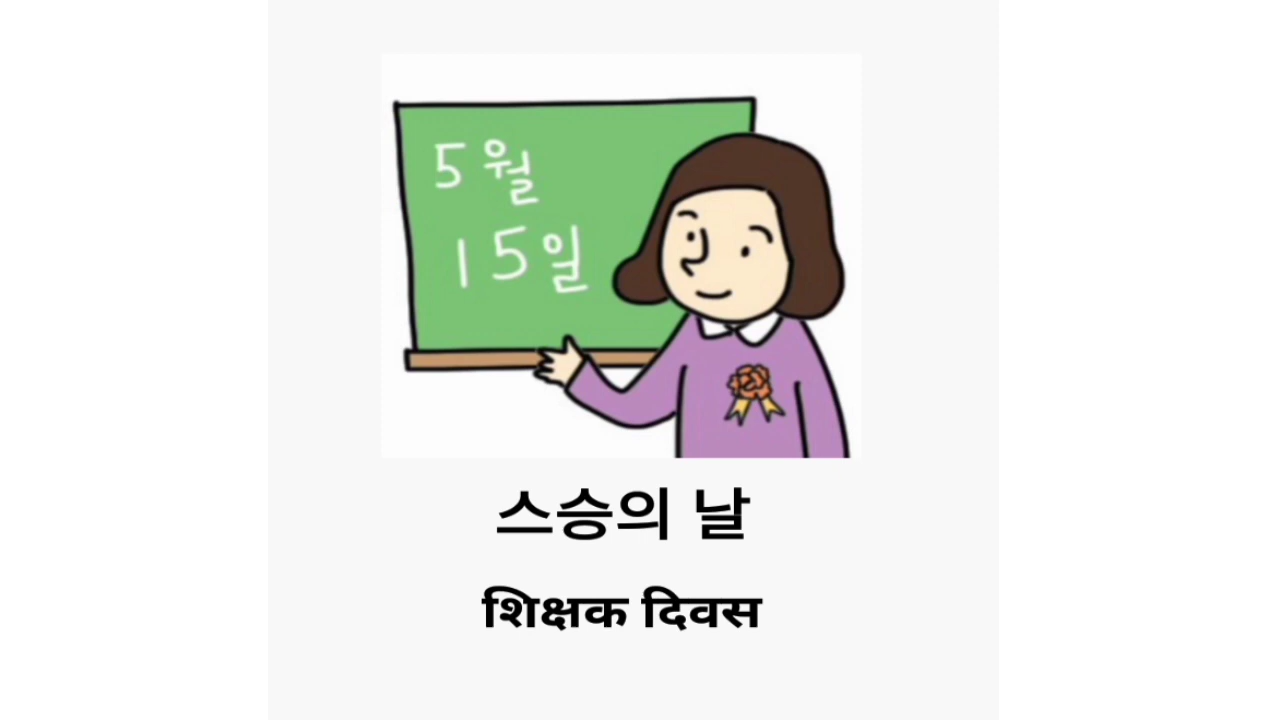 5월
15일
스승의 날
शिक्षक दिवस